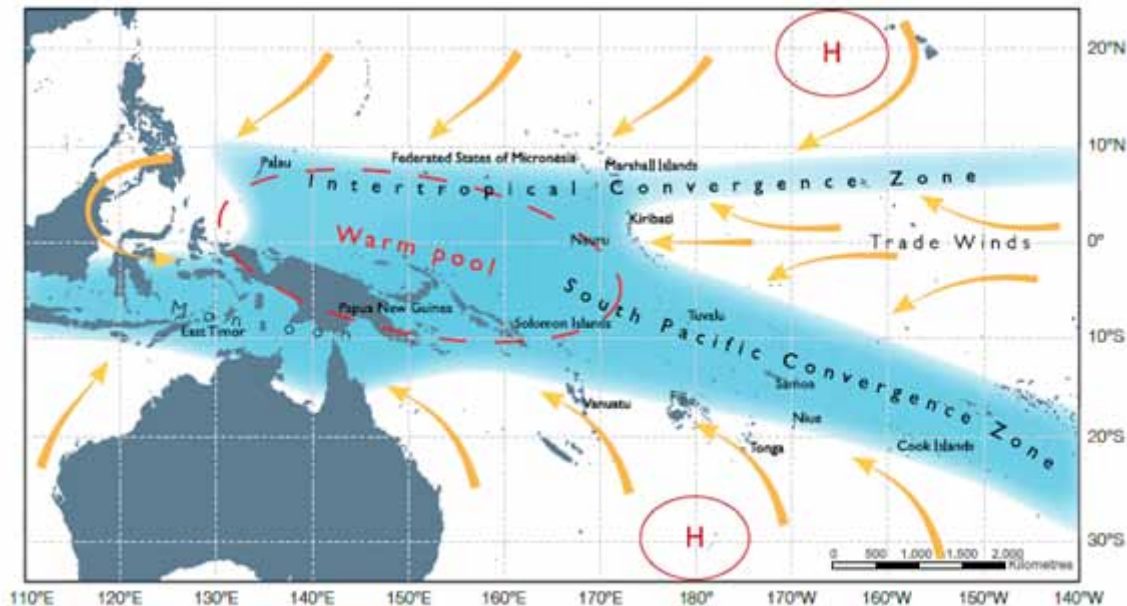 H
20°N
10°N
Palau
Federated States of Micronesia
Marshall Islands
Intertropical Convergence Zone
Kiribati
Warm pool
Nauru
Trade Winds
0°
Papua New Guinea
Solomon Islands
Monsoon
East Timor
South Pacific Convergence Zone
Tuvalu
10°S
Samoa
Vanuatu
Fiji
Niue
Tonga
Cook Islands
20°S
H
30°S
0 500 1,000 1,500 2,000
Kilometres
110°E 120°E 130°E 140°E 150°E 160°E 170°E 180° 170°W 160°W 150°W 140°W